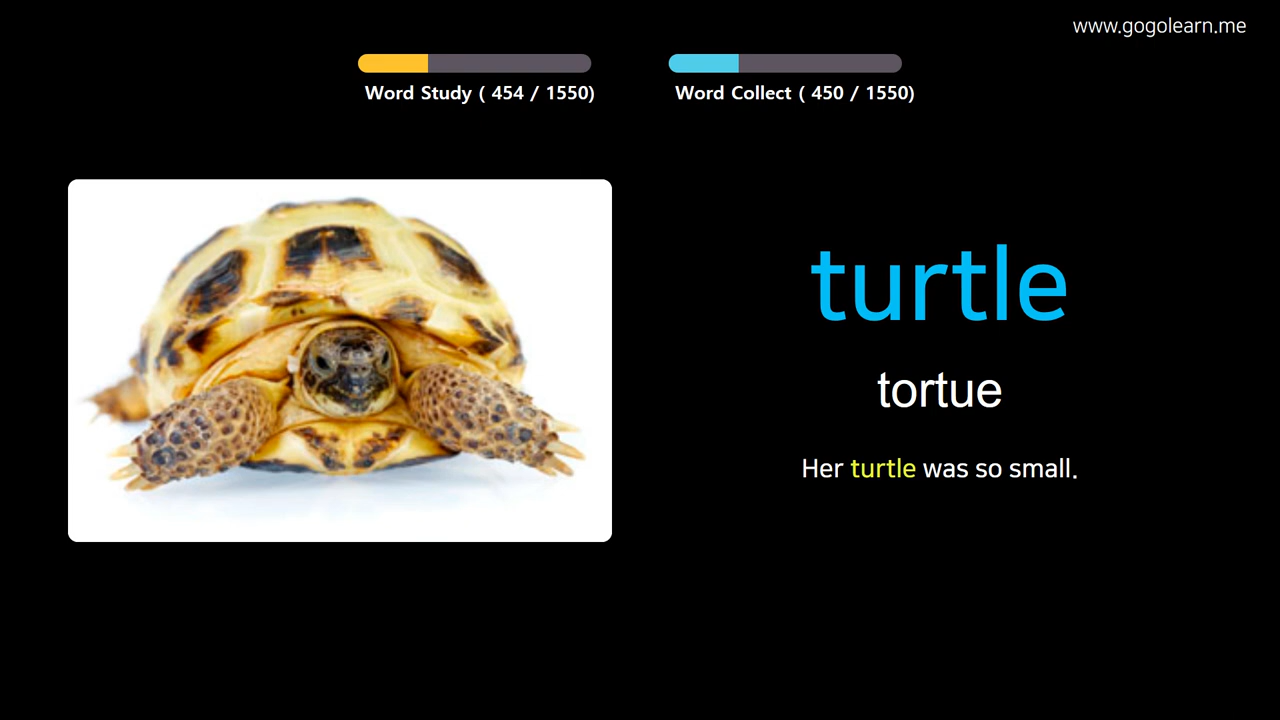 www.gogolearn.me
Word Study ( 454 / 1550)
Word Collect ( 450 / 1550)
turtle
tortue
Her turtle was so small.